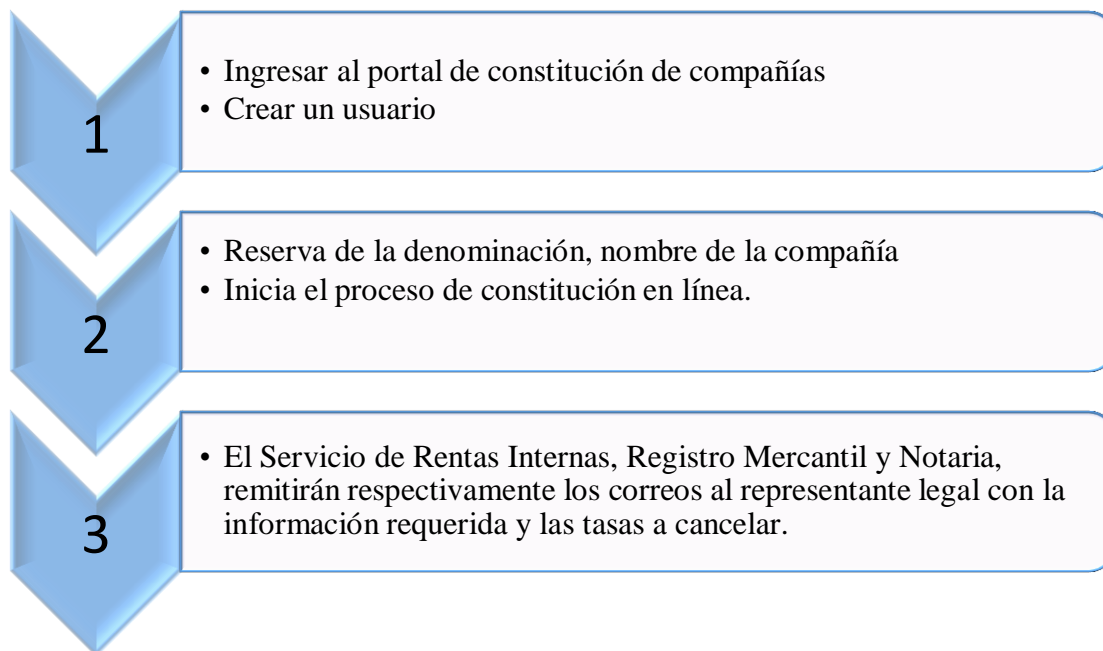 1
• Ingresar al portal de constitución de compañías
• Crear un usuario
2
• Reserva de la denominación, nombre de la compañía
• Inicia el proceso de constitución en línea.
3
• El Servicio de Rentas Internas, Registro Mercantil y Notaria,
remitirán respectivamente los correos al representante legal con la
información requerida y las tasas a cancelar.